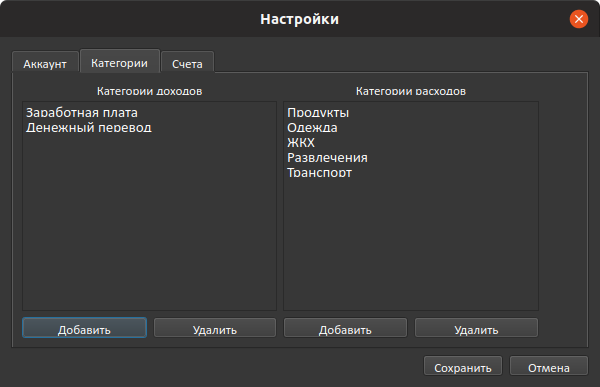 Настройки
Аккаунт Категории Счета
Категории доходов Категории расходов
Заработная плата Продукты
Денежный перевод Одежда
ЖКХ
Развлечения
Транспорт
Добавить Удалить Добавить Удалить
Сохранить Отмена